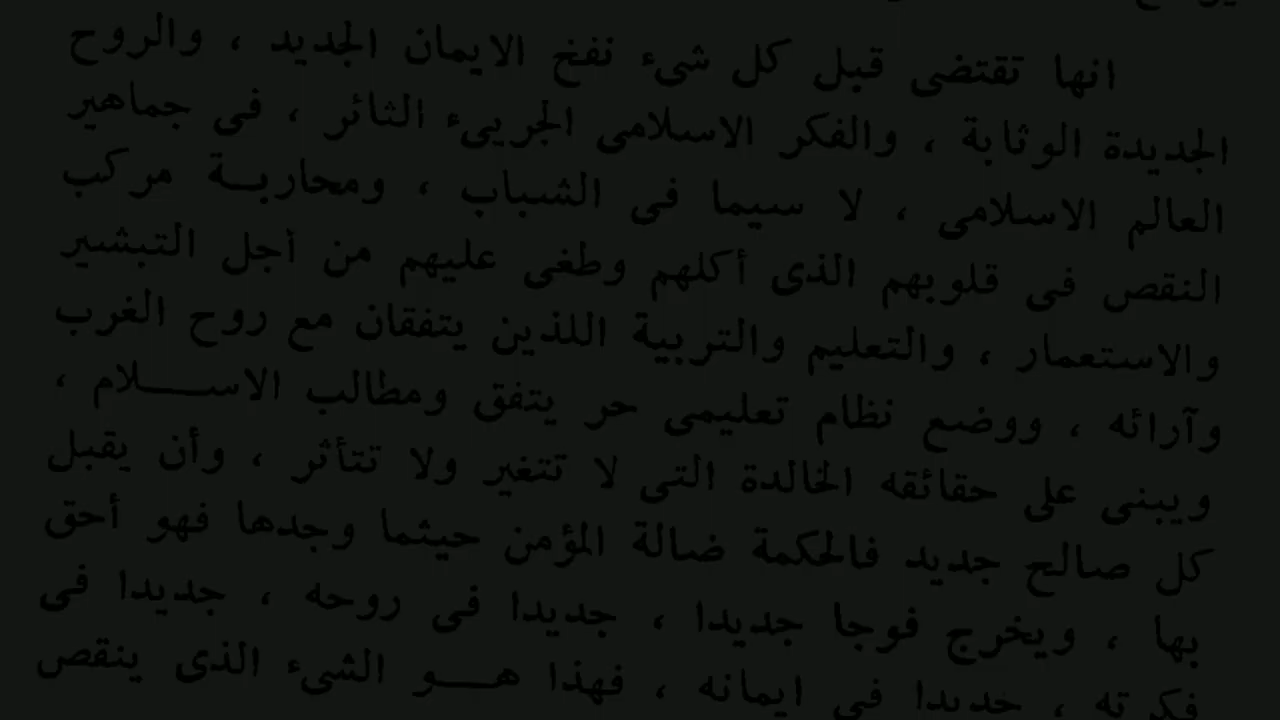 انها تقتضى قبل كل شىء نفخ الايمان الجديد ، والروح
الجديدة الوثابة ، والفكر الاسلامى الجريىء الثائر ، فى جماهير
العالم الاسلامى ، لا سيما فى الشباب ، ومحاربة مركب
النقص فى قلوبهم الذى أكلهم وطغى عليهم من أجل التبشير
والاستعمار ، والتعليم والتربية اللذين يتفقان مع روح الغرب
وآرائه ، ووضع نظام تعليمى حر يتفق ومطالب الاسلام ،
ويبنى على حقائقه الخالدة التى لا تتغير ولا تتأثر ، وأن يقبل
كل صالح جديد فالحكمة ضالة المؤمن حيثما وجدها فهو أحق
بها ، ويخرج فوجا جديدا ، جديدا فى روحه ، جديدا فى
فكرته ، جديدا فى ايمانه ، فهذا هو الشىء الذى ينقص